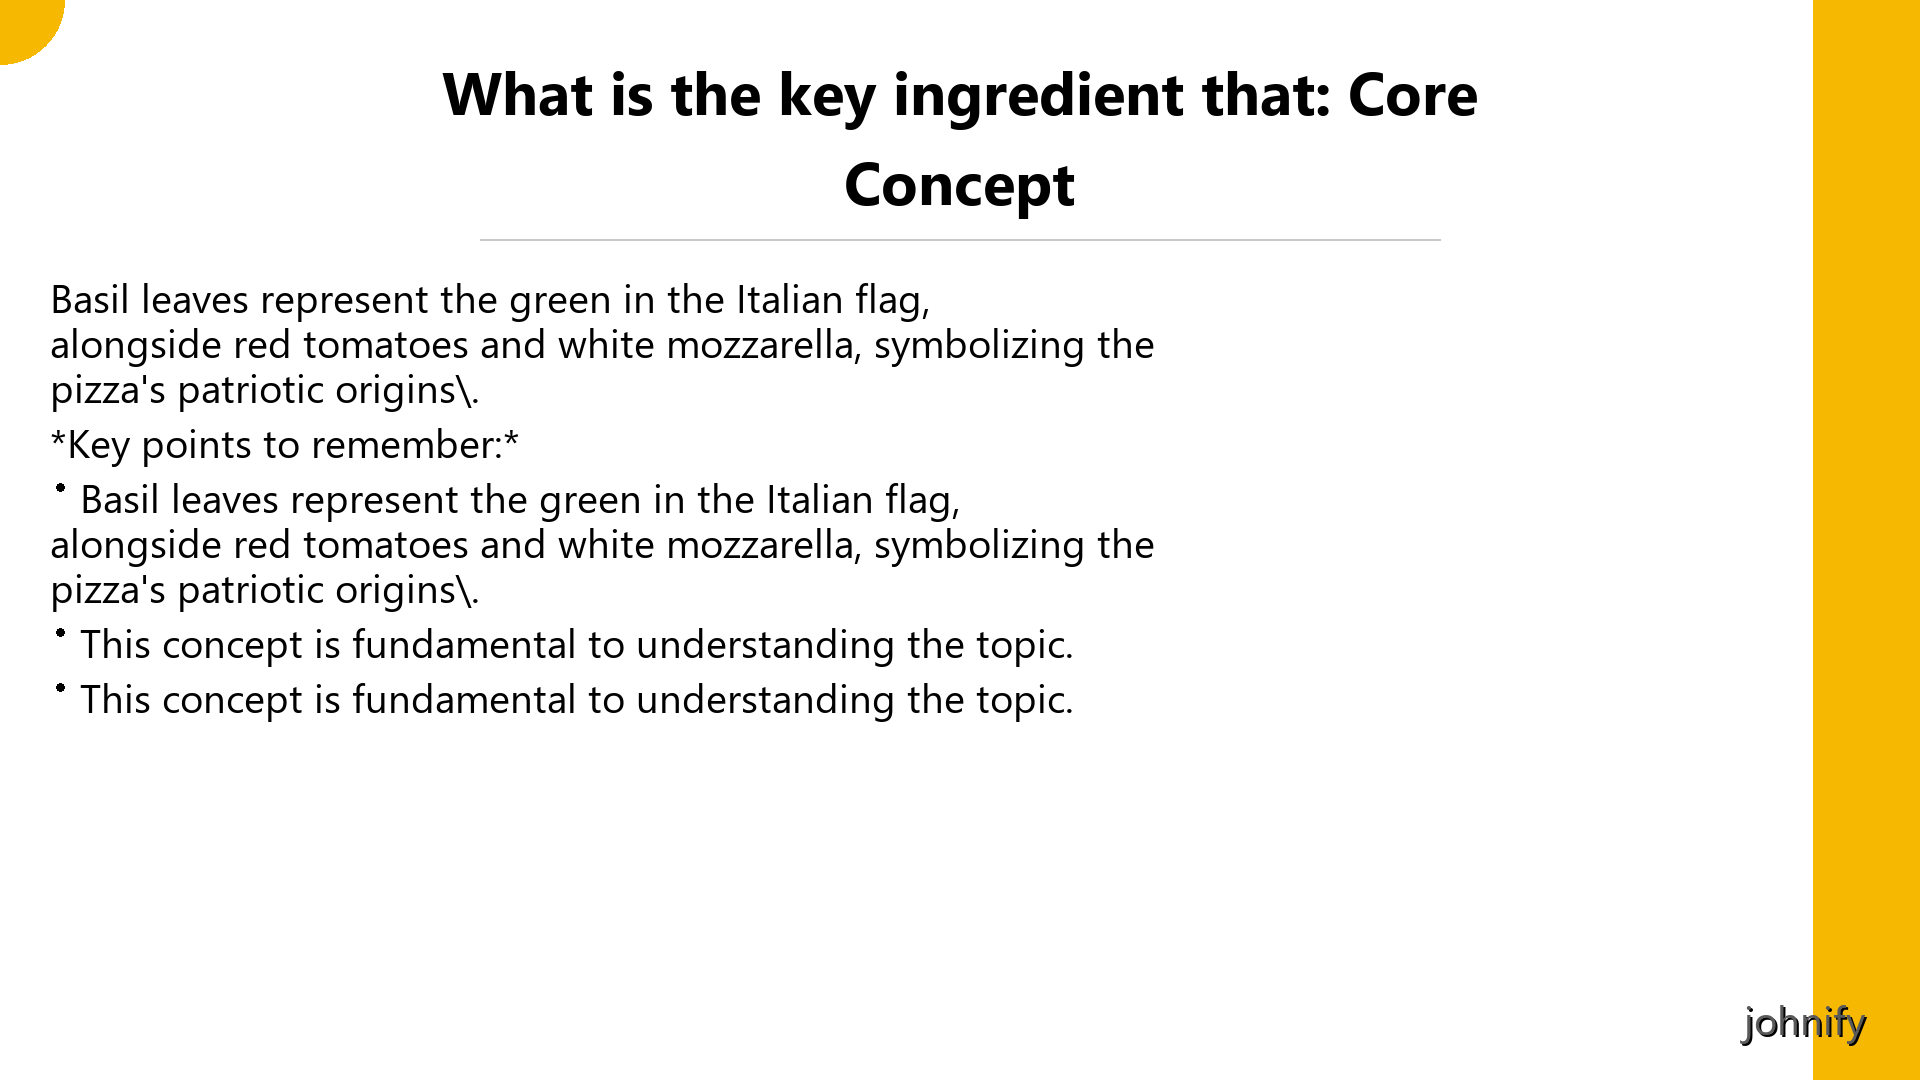 What is the key ingredient that: Core
Concept
Basil leaves represent the green in the Italian flag,
alongside red tomatoes and white mozzarella, symbolizing the
pizza's patriotic origins\.
*Key points to remember:*
• Basil leaves represent the green in the Italian flag,
alongside red tomatoes and white mozzarella, symbolizing the
pizza's patriotic origins\.
• This concept is fundamental to understanding the topic.
• This concept is fundamental to understanding the topic.
johnify